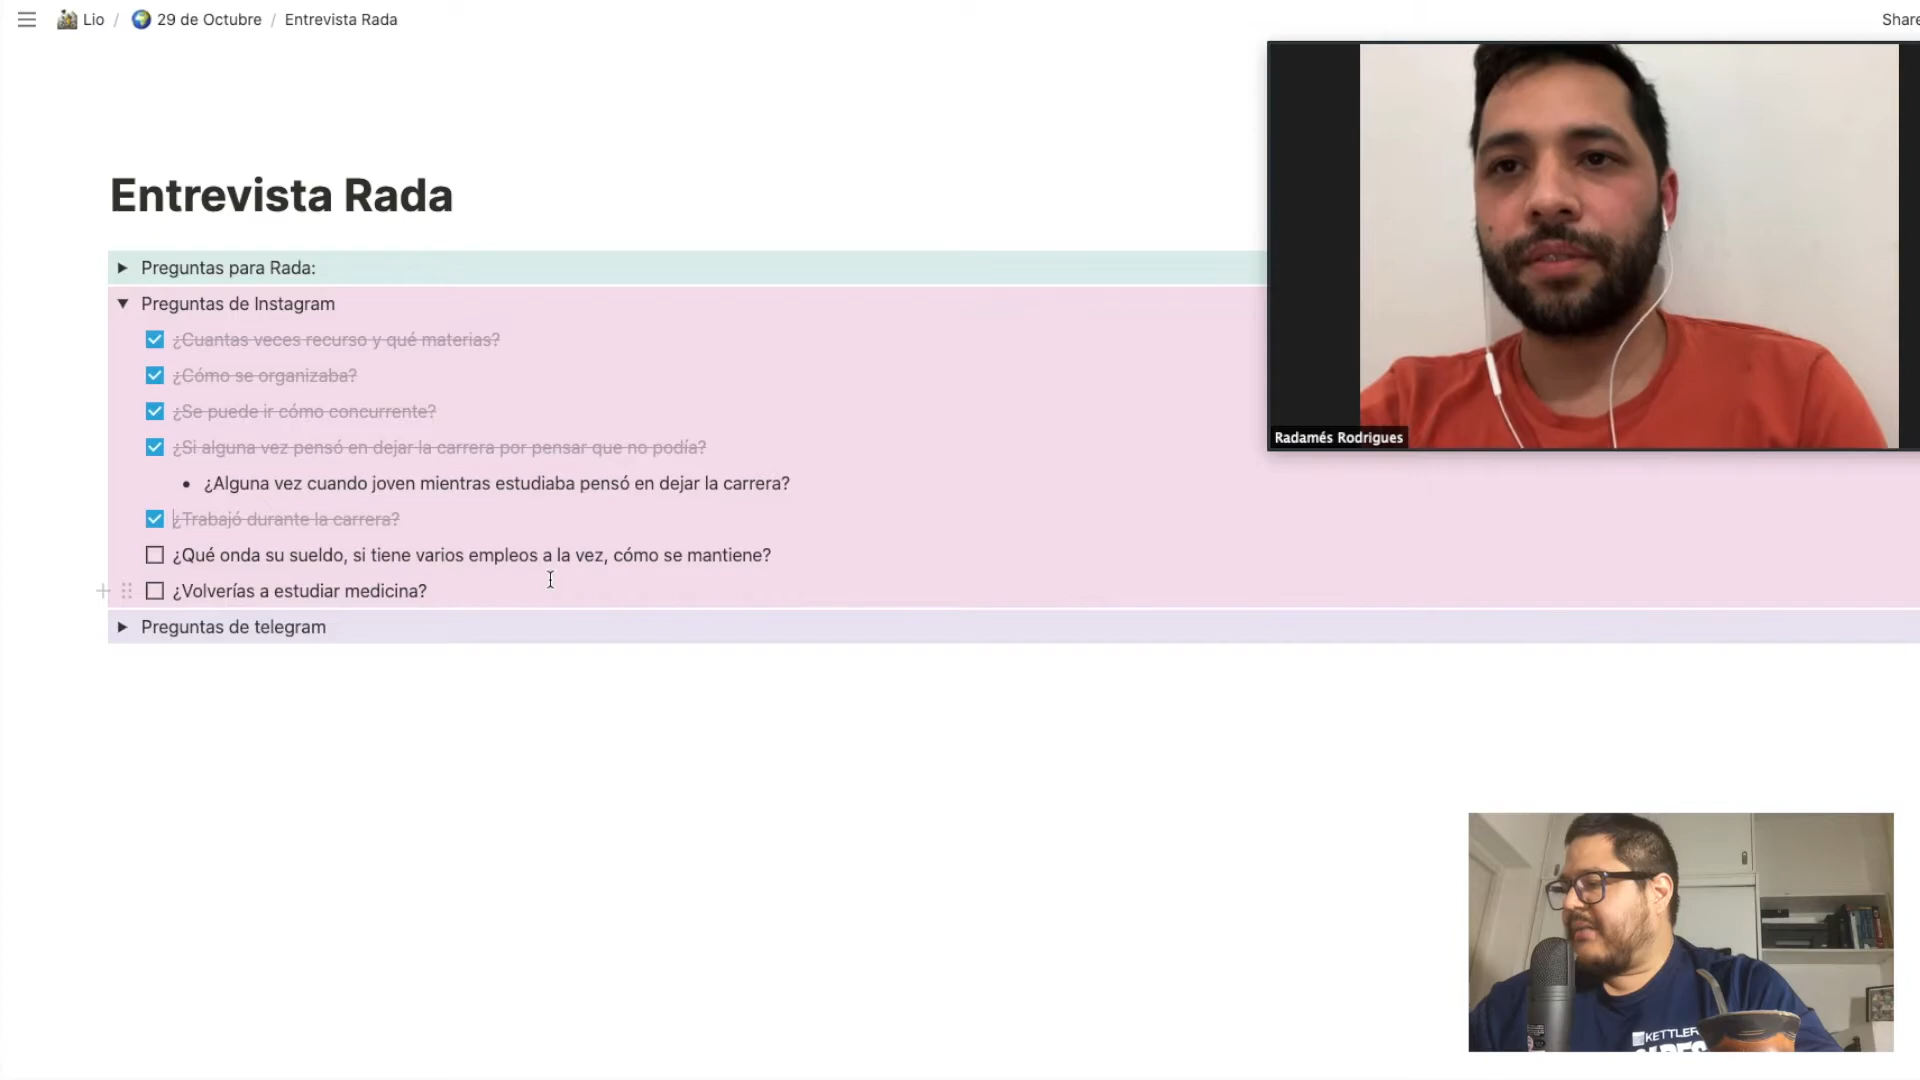 Lio / 29 de Octubre / Entrevista Rada
Share
Entrevista Rada
Preguntas para Rada:
Preguntas de Instagram
¿Cuantas veces recurso y qué materias?
¿Cómo se organizaba?
¿Se puede ir cómo concurrente?
¿Si alguna vez pensó en dejar la carrera por pensar que no podía?
¿Alguna vez cuando joven mientras estudiaba pensó en dejar la carrera?
¿Trabajó durante la carrera?
¿Qué onda su sueldo, si tiene varios empleos a la vez, cómo se mantiene?
¿Volverías a estudiar medicina?
Preguntas de telegram
Radamés Rodrigues
KETTLER